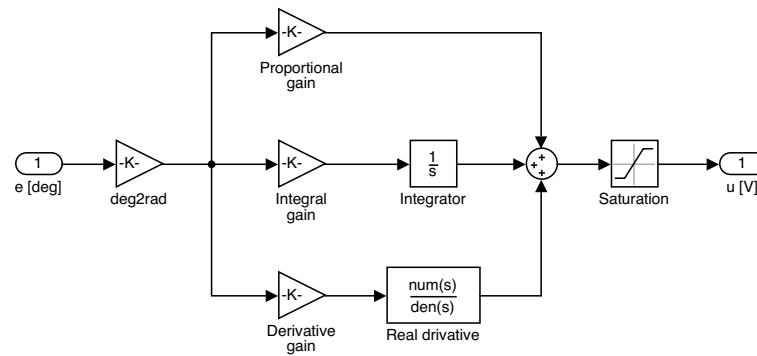 -K-
Proportional
gain
1
e [deg]
-K-
deg2rad
-K-
Integral
gain
1
s
Integrator
+
+
+
Saturation
1
u [V]
-K-
Derivative
gain
num(s)
den(s)
Real drivative